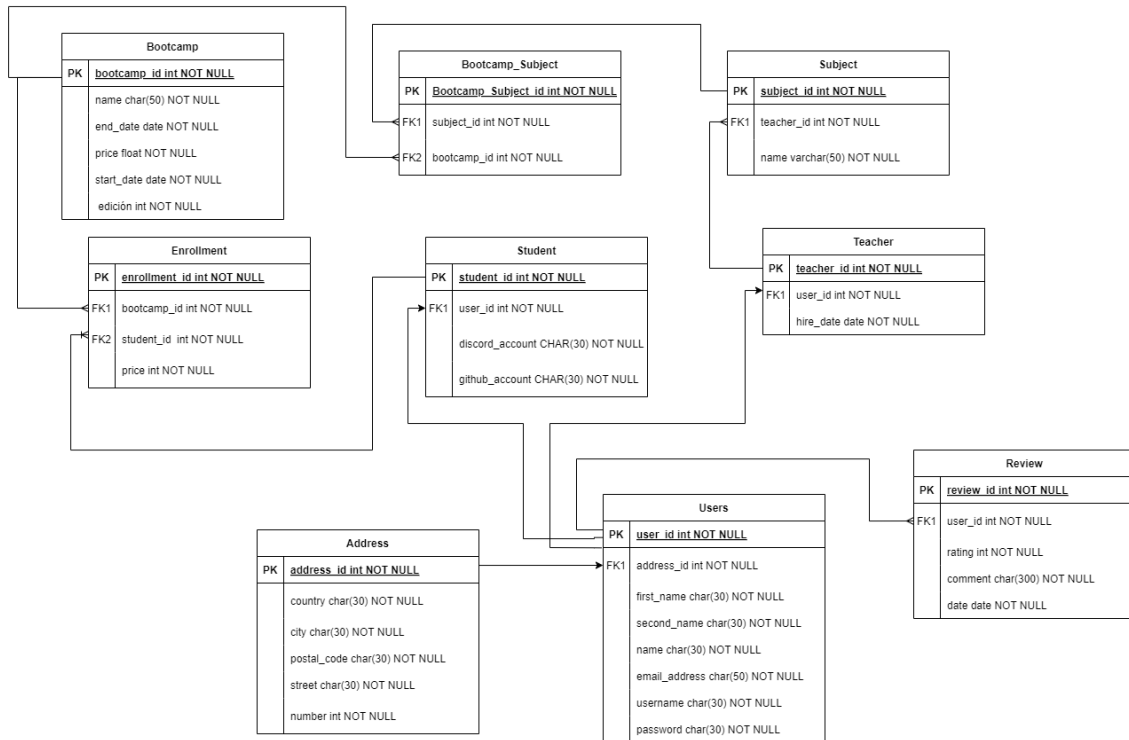 Bootcamp
PK bootcamp_id int NOT NULL
name char(50) NOT NULL
end_date date NOT NULL
price float NOT NULL
start_date date NOT NULL
edición int NOT NULL
Bootcamp_Subject
PK Bootcamp_Subject_id int NOT NULL
FK1 subject_id int NOT NULL
FK2 bootcamp_id int NOT NULL
Subject
PK subject_id int NOT NULL
FK1 teacher_id int NOT NULL
name varchar(50) NOT NULL
Enrollment
PK enrollment_id int NOT NULL
FK1 bootcamp_id int NOT NULL
FK2 student_id int NOT NULL
price int NOT NULL
Student
PK student_id int NOT NULL
FK1 user_id int NOT NULL
discord_account CHAR(30) NOT NULL
github_account CHAR(30) NOT NULL
Teacher
PK teacher_id int NOT NULL
FK1 user_id int NOT NULL
hire_date date NOT NULL
Address
PK address_id int NOT NULL
country char(30) NOT NULL
city char(30) NOT NULL
postal_code char(30) NOT NULL
street char(30) NOT NULL
number int NOT NULL
Users
PK user_id int NOT NULL
FK1 address_id int NOT NULL
first_name char(30) NOT NULL
second_name char(30) NOT NULL
name char(30) NOT NULL
email_address char(50) NOT NULL
username char(30) NOT NULL
password char(30) NOT NULL
Review
PK review_id int NOT NULL
FK1 user_id int NOT NULL
rating int NOT NULL
comment char(300) NOT NULL
date date NOT NULL